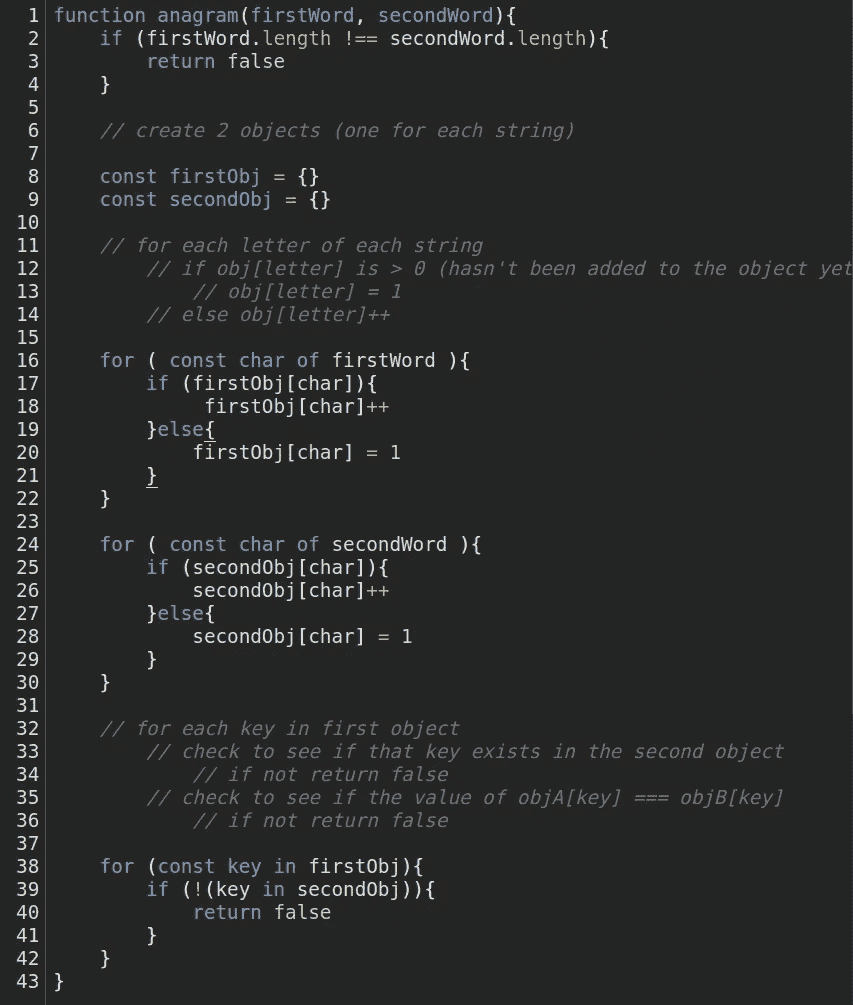 1 function anagram(firstWord, secondWord){
2     if (firstWord.length !== secondWord.length){
3         return false
4     }
5
6     // create 2 objects (one for each string)
7
8     const firstObj = {}
9     const secondObj = {}
10
11     // for each letter of each string
12         // if obj[letter] is > 0 (hasn't been added to the object yet
13             // obj[letter] = 1
14         // else obj[letter]++
15
16     for ( const char of firstWord ){
17         if (firstObj[char]){
18              firstObj[char]++
19         }else{
20             firstObj[char] = 1
21         }
22     }
23
24     for ( const char of secondWord ){
25         if (secondObj[char]){
26             secondObj[char]++
27         }else{
28             secondObj[char] = 1
29         }
30     }
31
32     // for each key in first object
33         // check to see if that key exists in the second object
34             // if not return false
35         // check to see if the value of objA[key] === objB[key]
36             // if not return false
37
38     for (const key in firstObj){
39         if (!(key in secondObj)){
40             return false
41         }
42     }
43 }